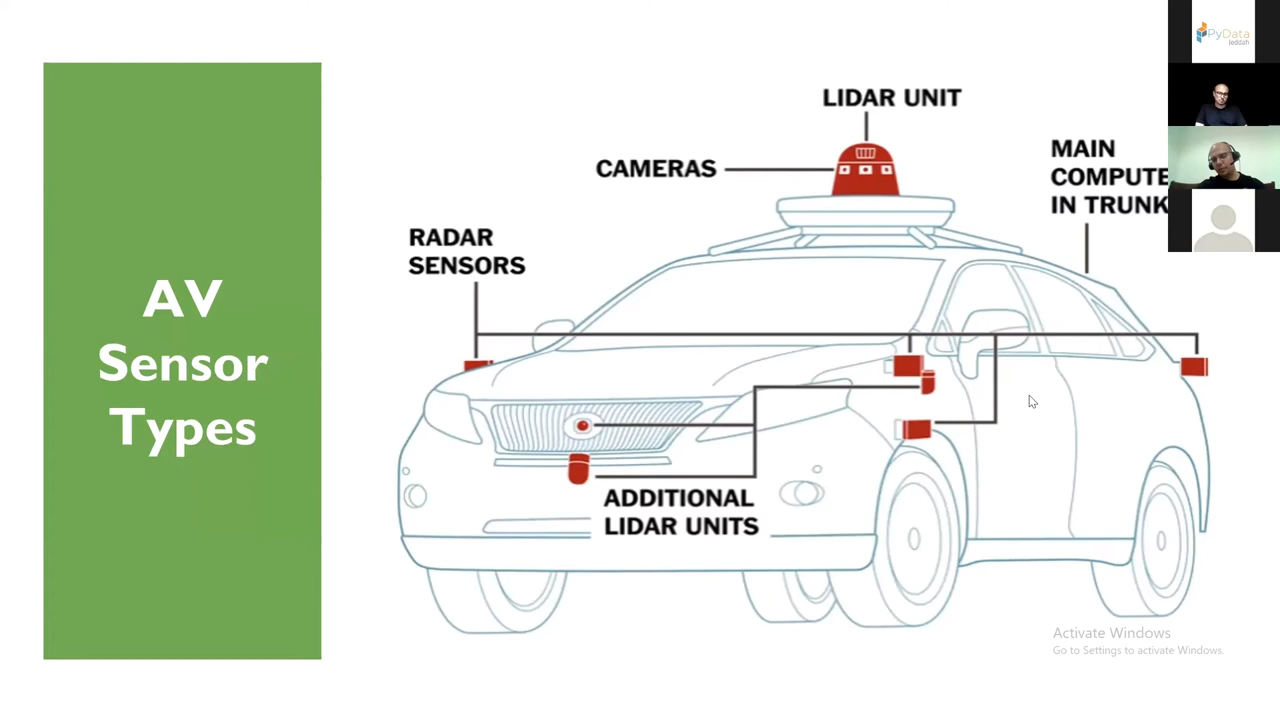 AV
Sensor
Types
LIDAR UNIT
CAMERAS
MAIN
COMPUTE
IN TRUNK
RADAR
SENSORS
ADDITIONAL
LIDAR UNITS
PyData
Jeddah
Activate Windows
Go to Settings to activate Windows.